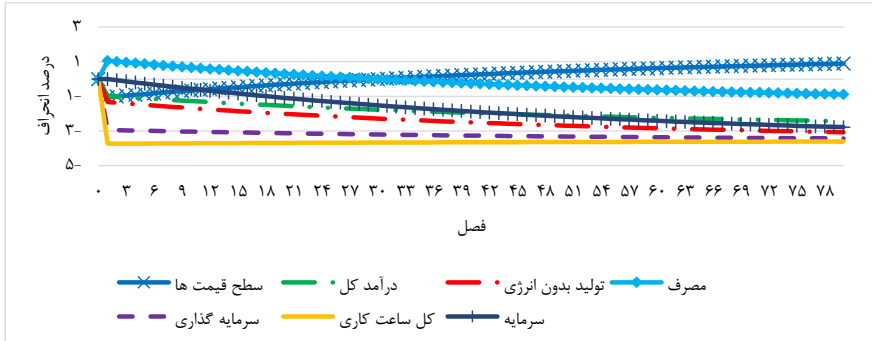 درصد انحراف
۳
۱
۱−
۳−
۵−
۰ ۳ ۶ ۹ ۱۲ ۱۵ ۱۸ ۲۱ ۲۴ ۲۷ ۳۰ ۳۳ ۳۶ ۳۹ ۴۲ ۴۵ ۴۸ ۵۱ ۵۴ ۵۷ ۶۰ ۶۳ ۶۶ ۶۹ ۷۲ ۷۵ ۷۸
فصل
سطح قیمت ها درآمد کل تولید بدون انرژی مصرف
سرمایه گذاری کل ساعت کاری سرمایه